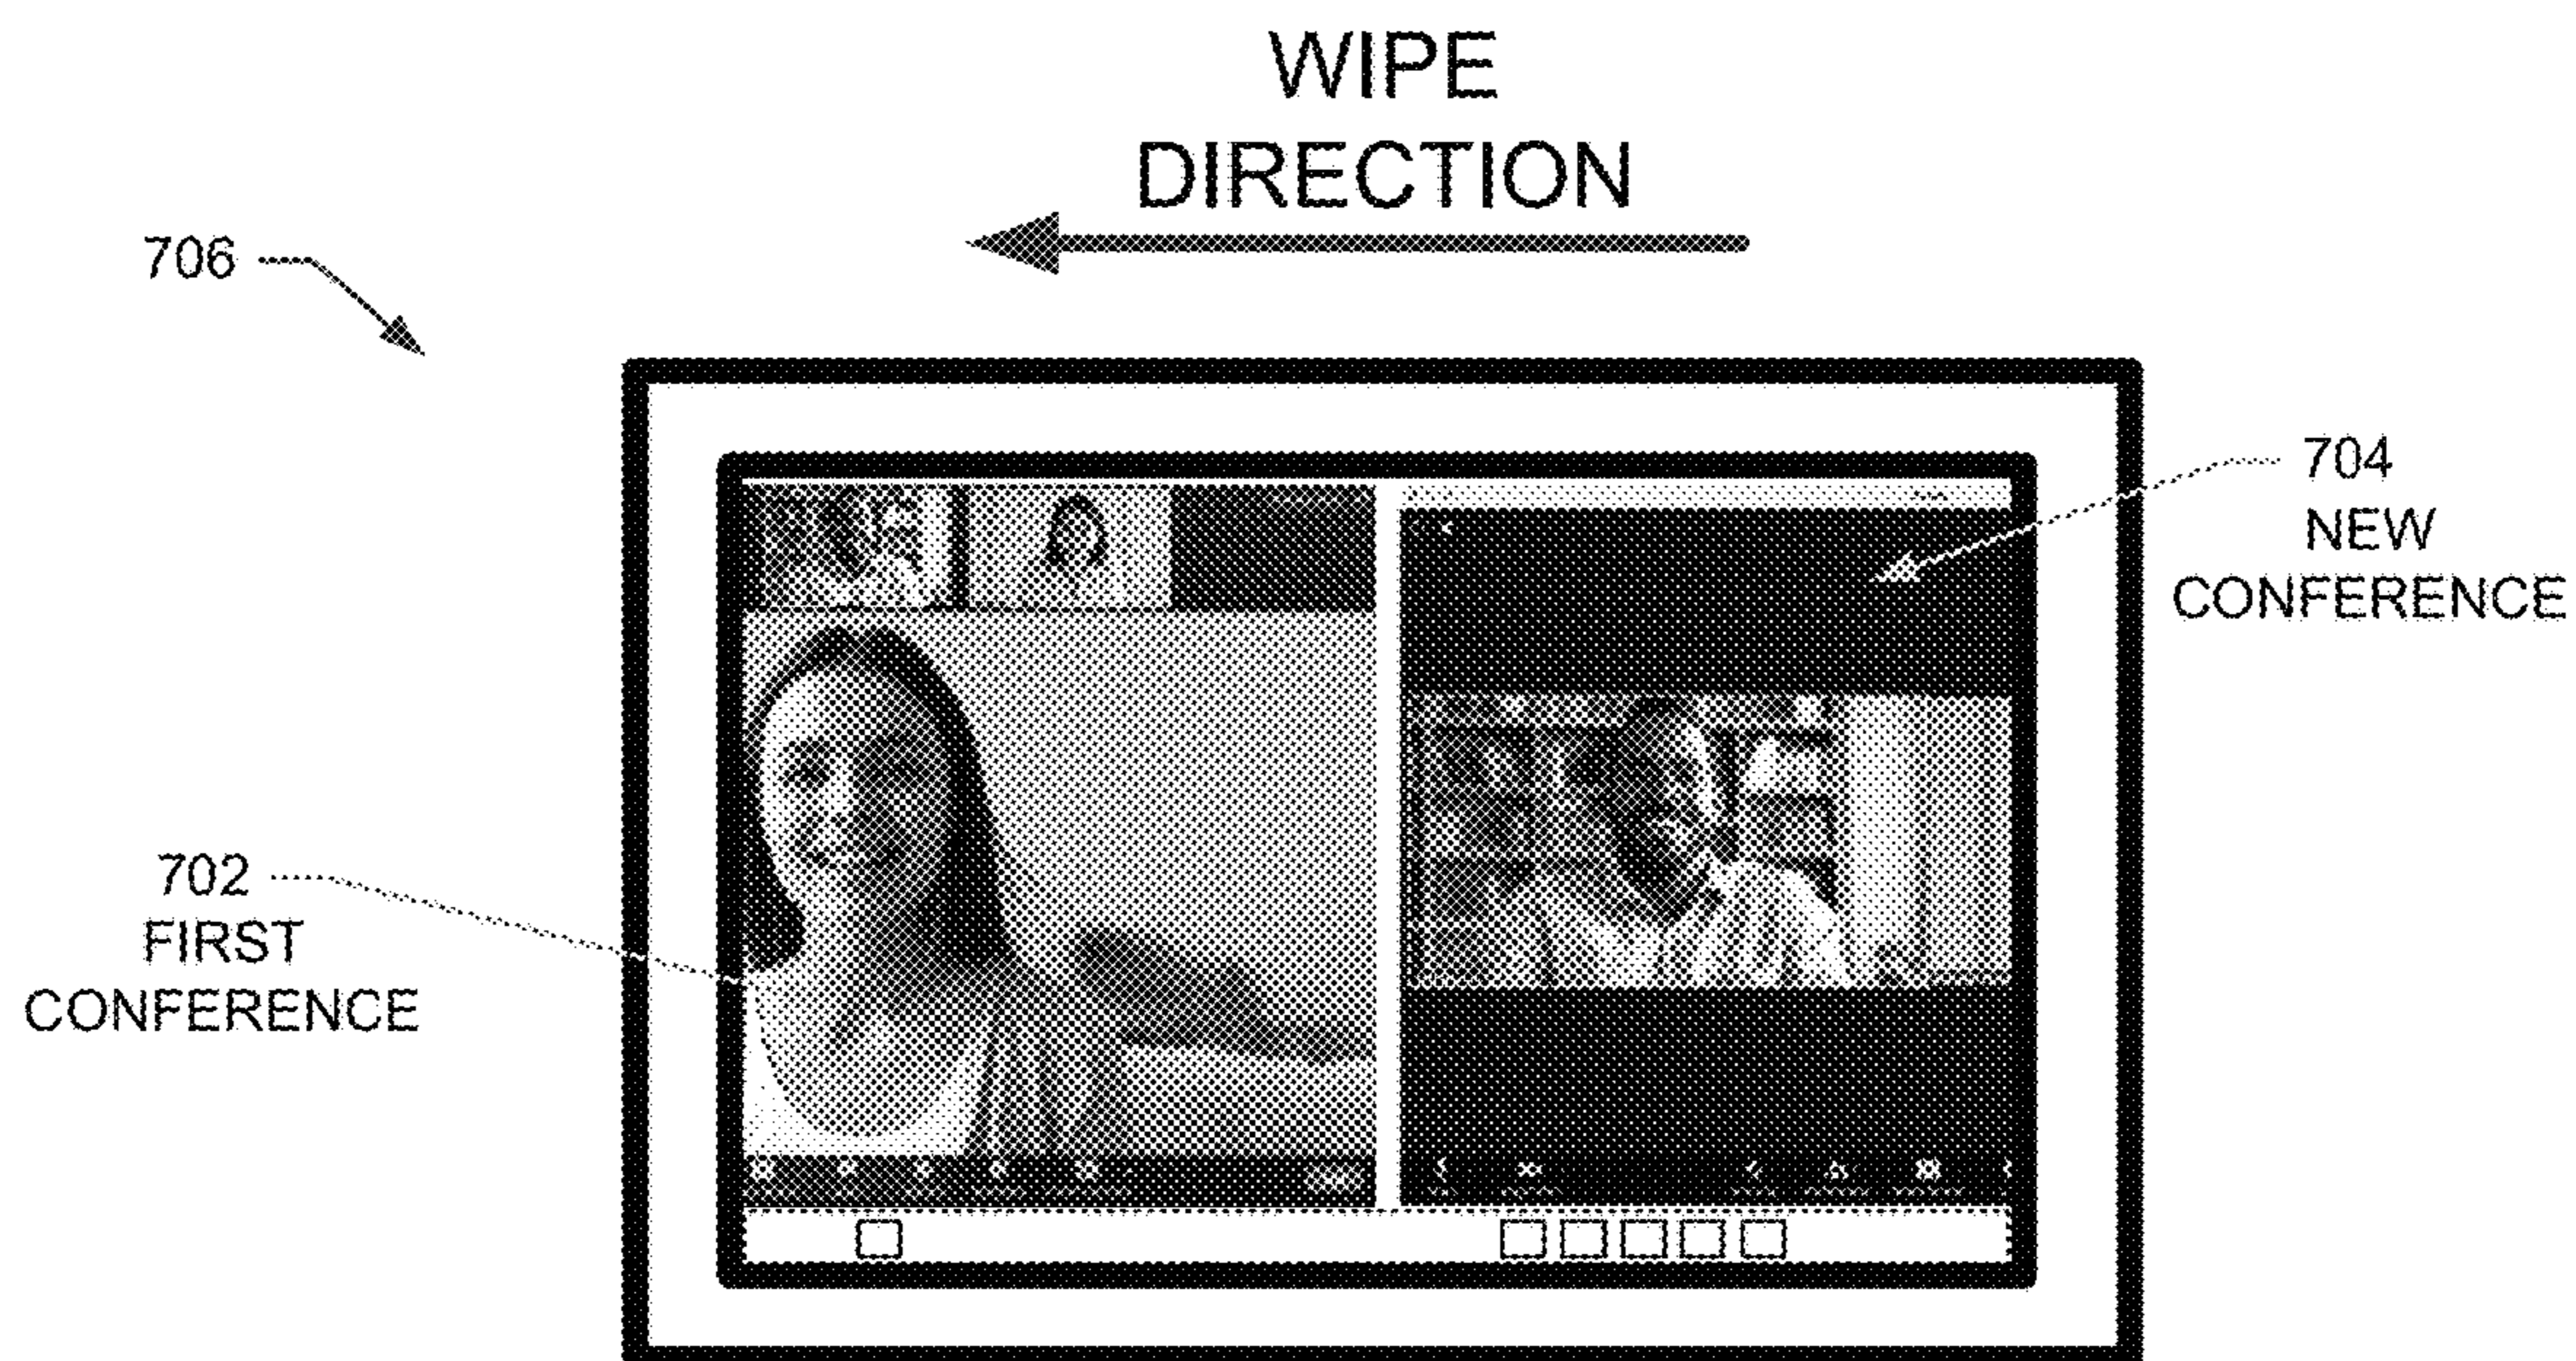 WIPE
DIRECTION
706
704
NEW
CONFERENCE
702
FIRST
CONFERENCE